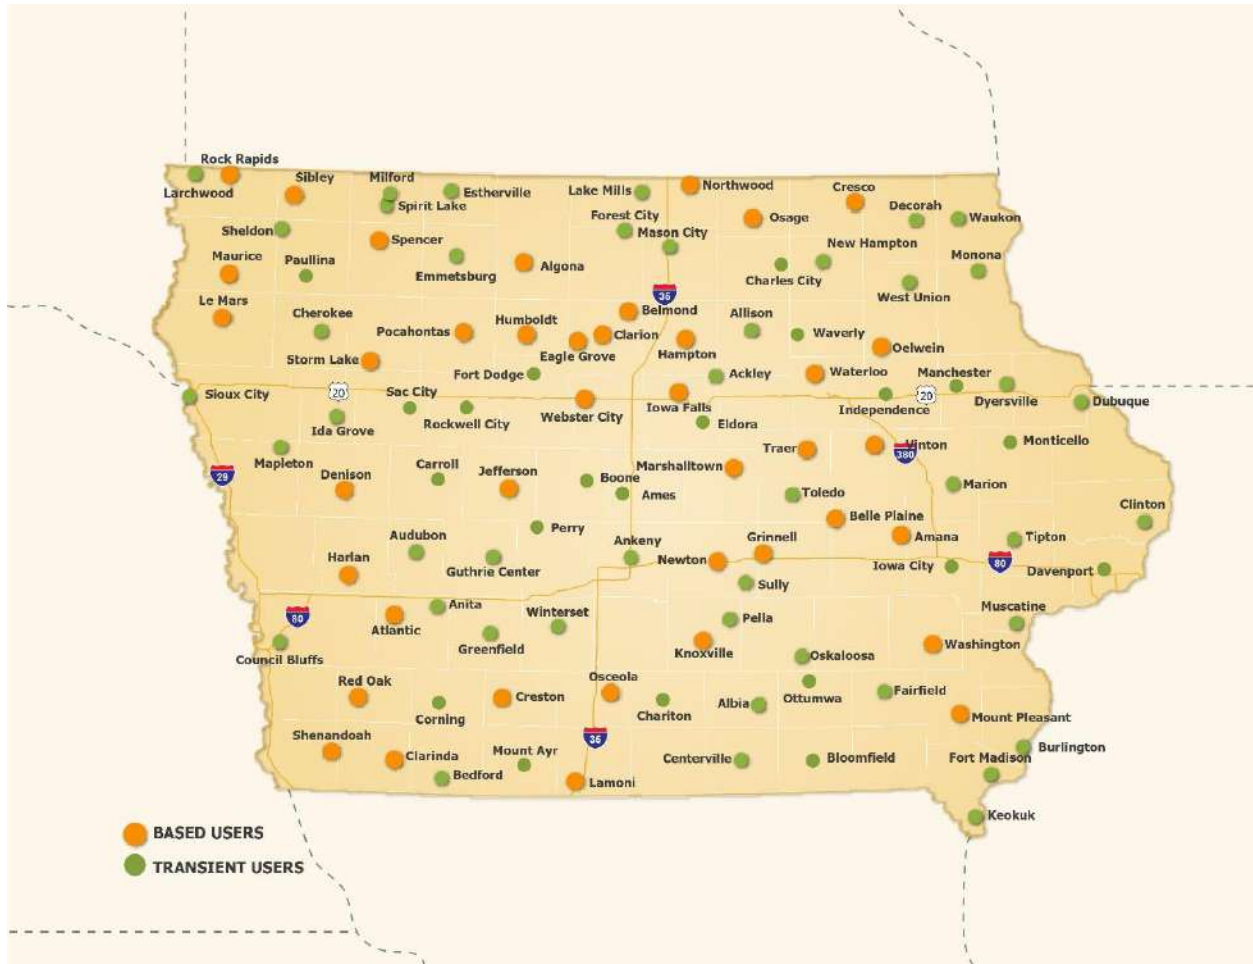 Rock Rapids
Larchwood
Sibley
Milford
Spirit Lake
Estherville
Lake Mills
Northwood
Cresco
Forest City
Osage
Decorah
Waukon
Sheldon
Spencer
Mason City
New Hampton
Maurice
Paullina
Emmetsburg
Algona
Charles City
Monona
West Union
Le Mars
Cherokee
Pocahontas
Humboldt
Belmond
35
Allison
Clarion
Eagle Grove
Hampton
Waverly
Oelwein
Storm Lake
Fort Dodge
Ackley
Waterloo
Manchester
Sioux City
20
Sac City
Rockwell City
Webster City
Iowa Falls
Independence
20
Dyersville
Dubuque
Ida Grove
Eldora
Mapleton
Traer
Vinton
380
Monticello
29
Denison
Carroll
Jefferson
Boone
Marshalltown
Ames
Toledo
Marion
Clinton
Perry
Belle Plaine
Audubon
Ankeny
Grinnell
Amana
Tipton
Harlan
Guthrie Center
Newton
Iowa City
80
Davenport
Sully
80
Anita
Winterset
Muscatine
Atlantic
Pella
Greenfield
Council Bluffs
Knoxville
Oskaloosa
Washington
Red Oak
Creston
Osceola
Ottumwa
Fairfield
Corning
Chariton
Albia
Mount Pleasant
Shenandoah
35
Clarinda
Mount Ayr
Centerville
Bloomfield
Burlington
Fort Madison
Bedford
Lamoni
Keokuk
BASED USERS
TRANSIENT USERS